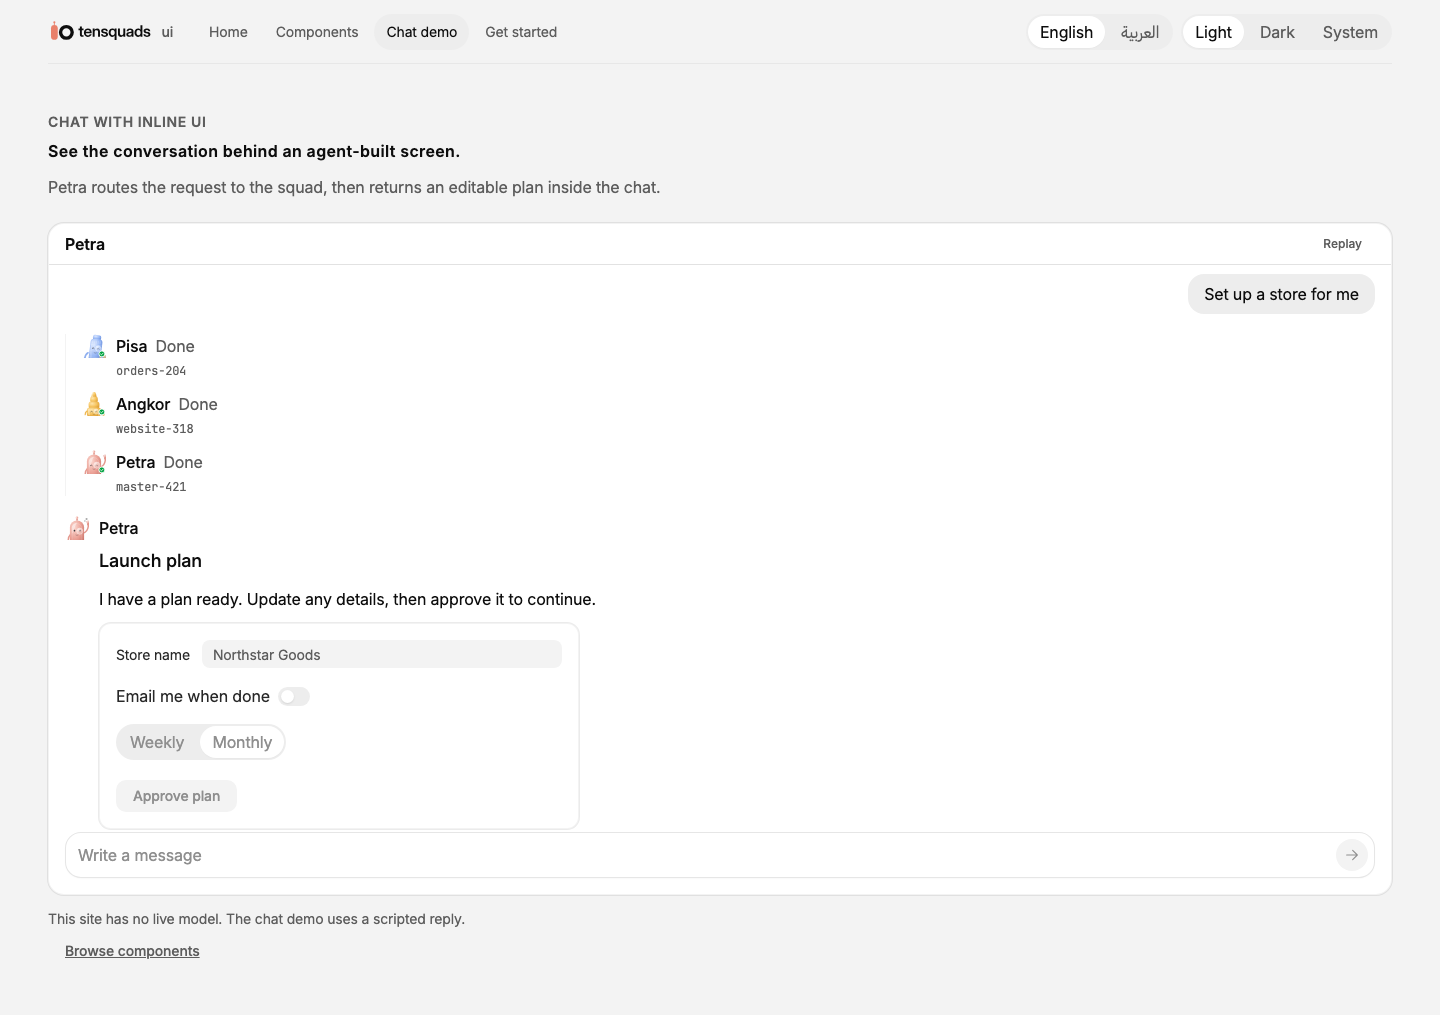 tensquads ui
Home
Components
Chat demo
Get started
English
العربية
Light
Dark
System
CHAT WITH INLINE UI
See the conversation behind an agent-built screen.
Petra routes the request to the squad, then returns an editable plan inside the chat.
Petra
Replay
Set up a store for me
Pisa Done
orders-204
Angkor Done
website-318
Petra Done
master-421
Petra
Launch plan
I have a plan ready. Update any details, then approve it to continue.
Store name Northstar Goods
Email me when done
Weekly Monthly
Approve plan
Write a message
This site has no live model. The chat demo uses a scripted reply.
Browse components